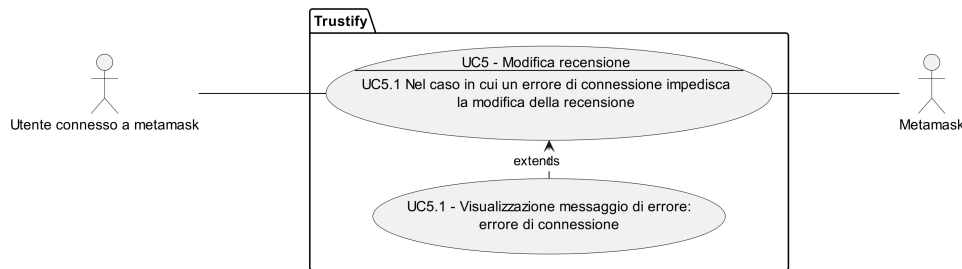 Trustify
UC5 - Modifica recensione
UC5.1 Nel caso in cui un errore di connessione impedisca
la modifica della recensione
Utente connesso a metamask
Metamask
extends
UC5.1 - Visualizzazione messaggio di errore:
errore di connessione